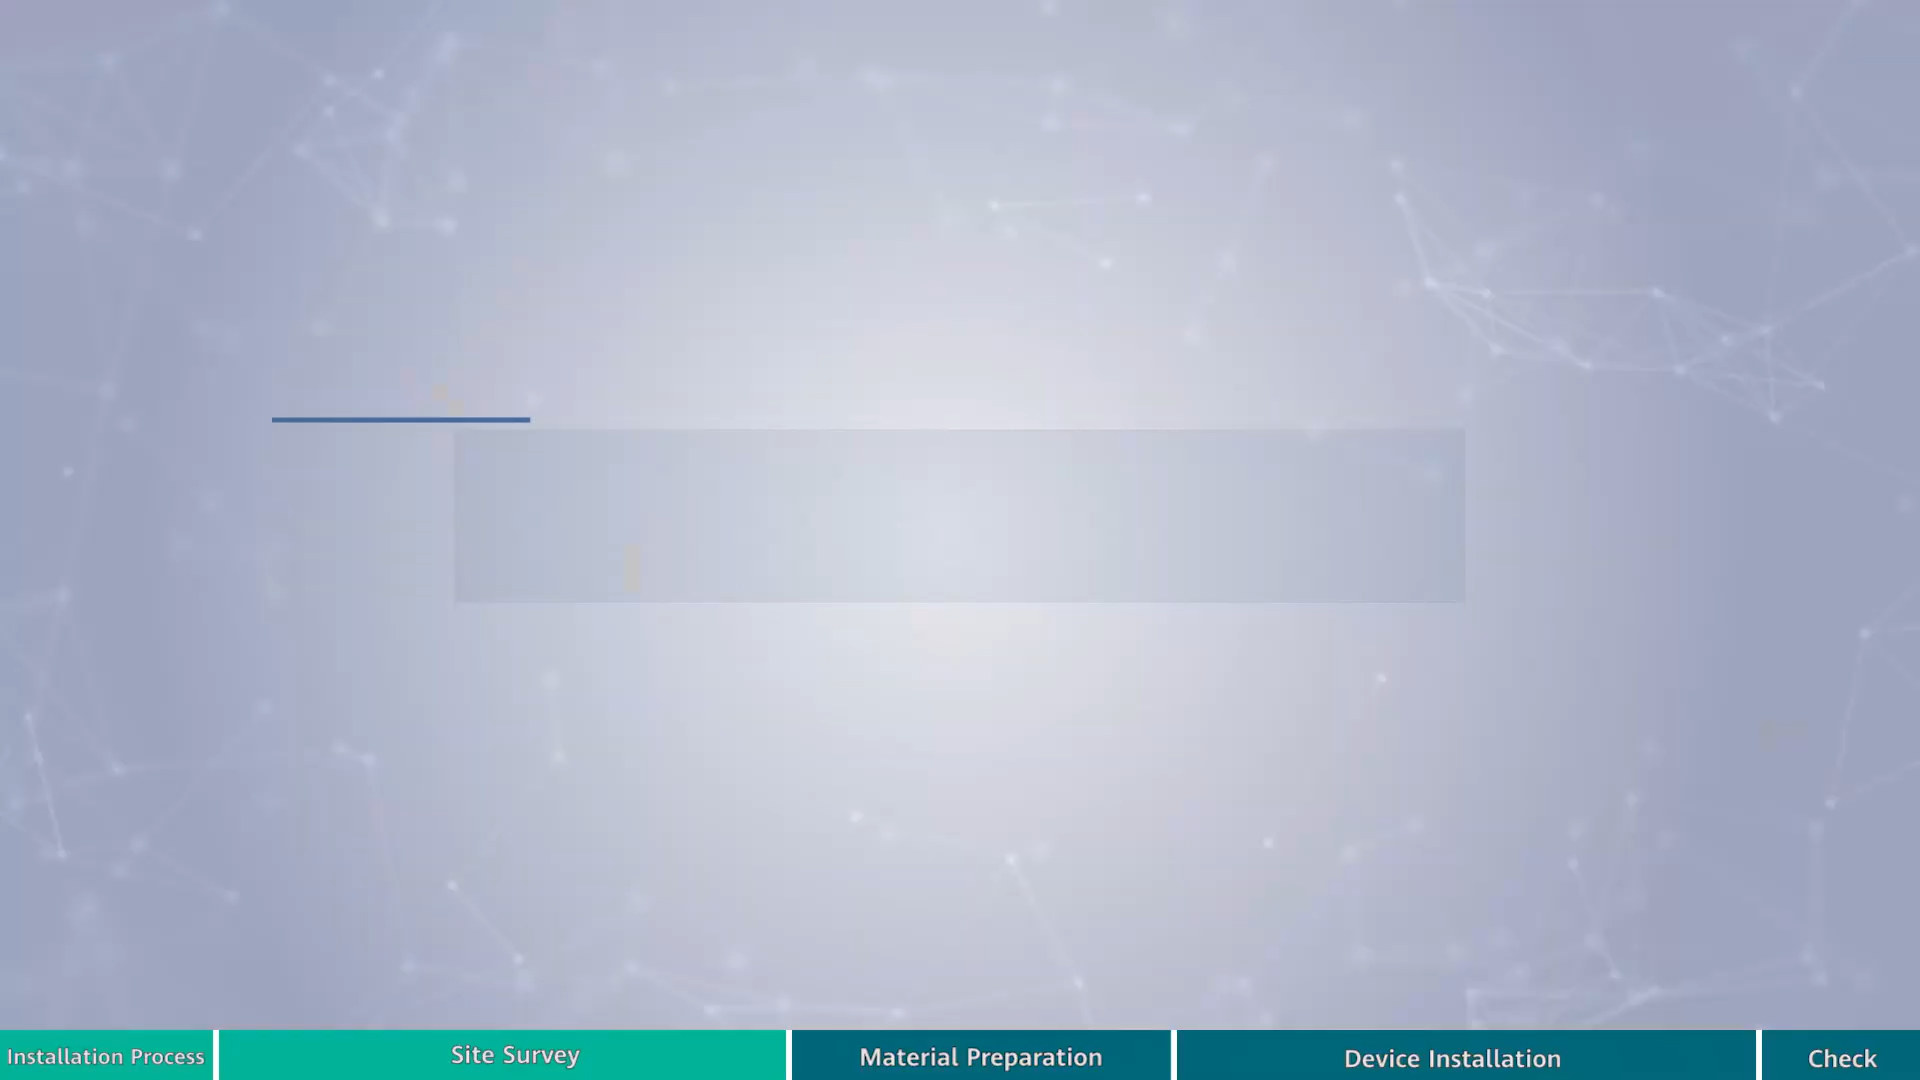 Installation Process
Site Survey
Material Preparation
Device Installation
Check